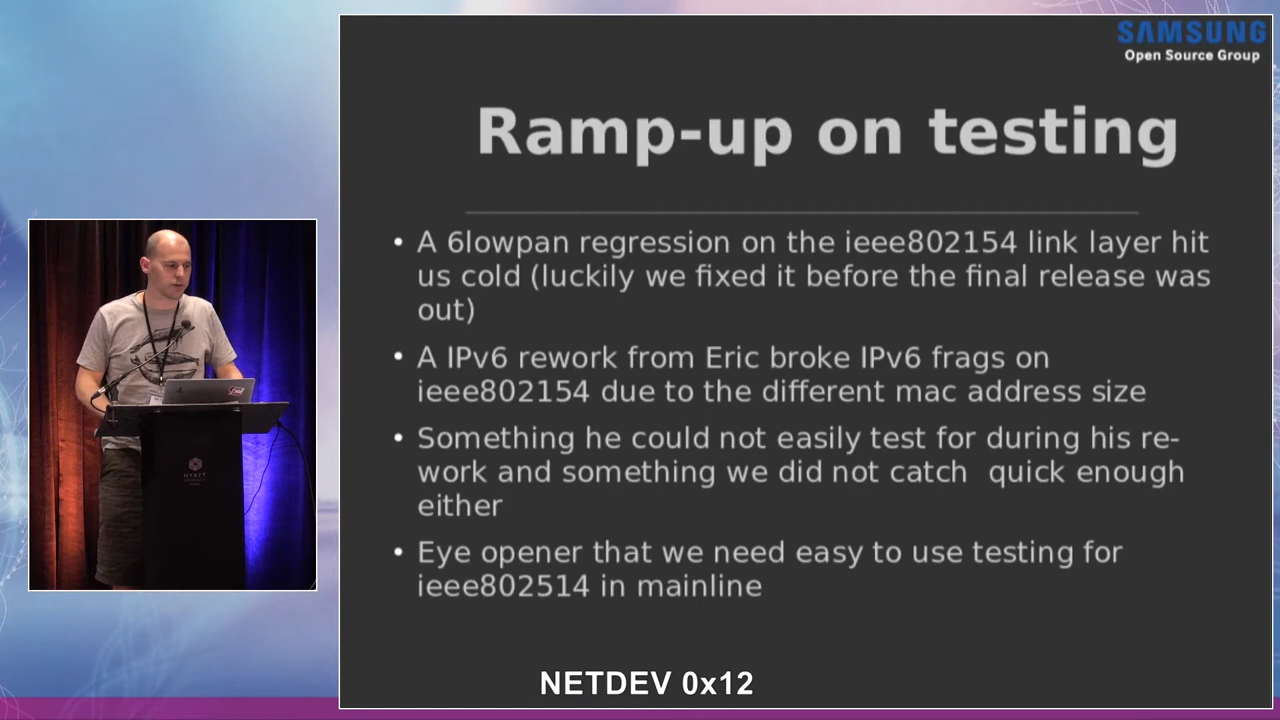 SAMSUNG
Open Source Group
Ramp-up on testing
• A 6lowpan regression on the ieee802154 link layer hit
us cold (luckily we fixed it before the final release was
out)
• A IPv6 rework from Eric broke IPv6 frags on
ieee802154 due to the different mac address size
• Something he could not easily test for during his re-
work and something we did not catch  quick enough
either
• Eye opener that we need easy to use testing for
ieee802514 in mainline
HYATT
REGENCY
NETDEV 0x12